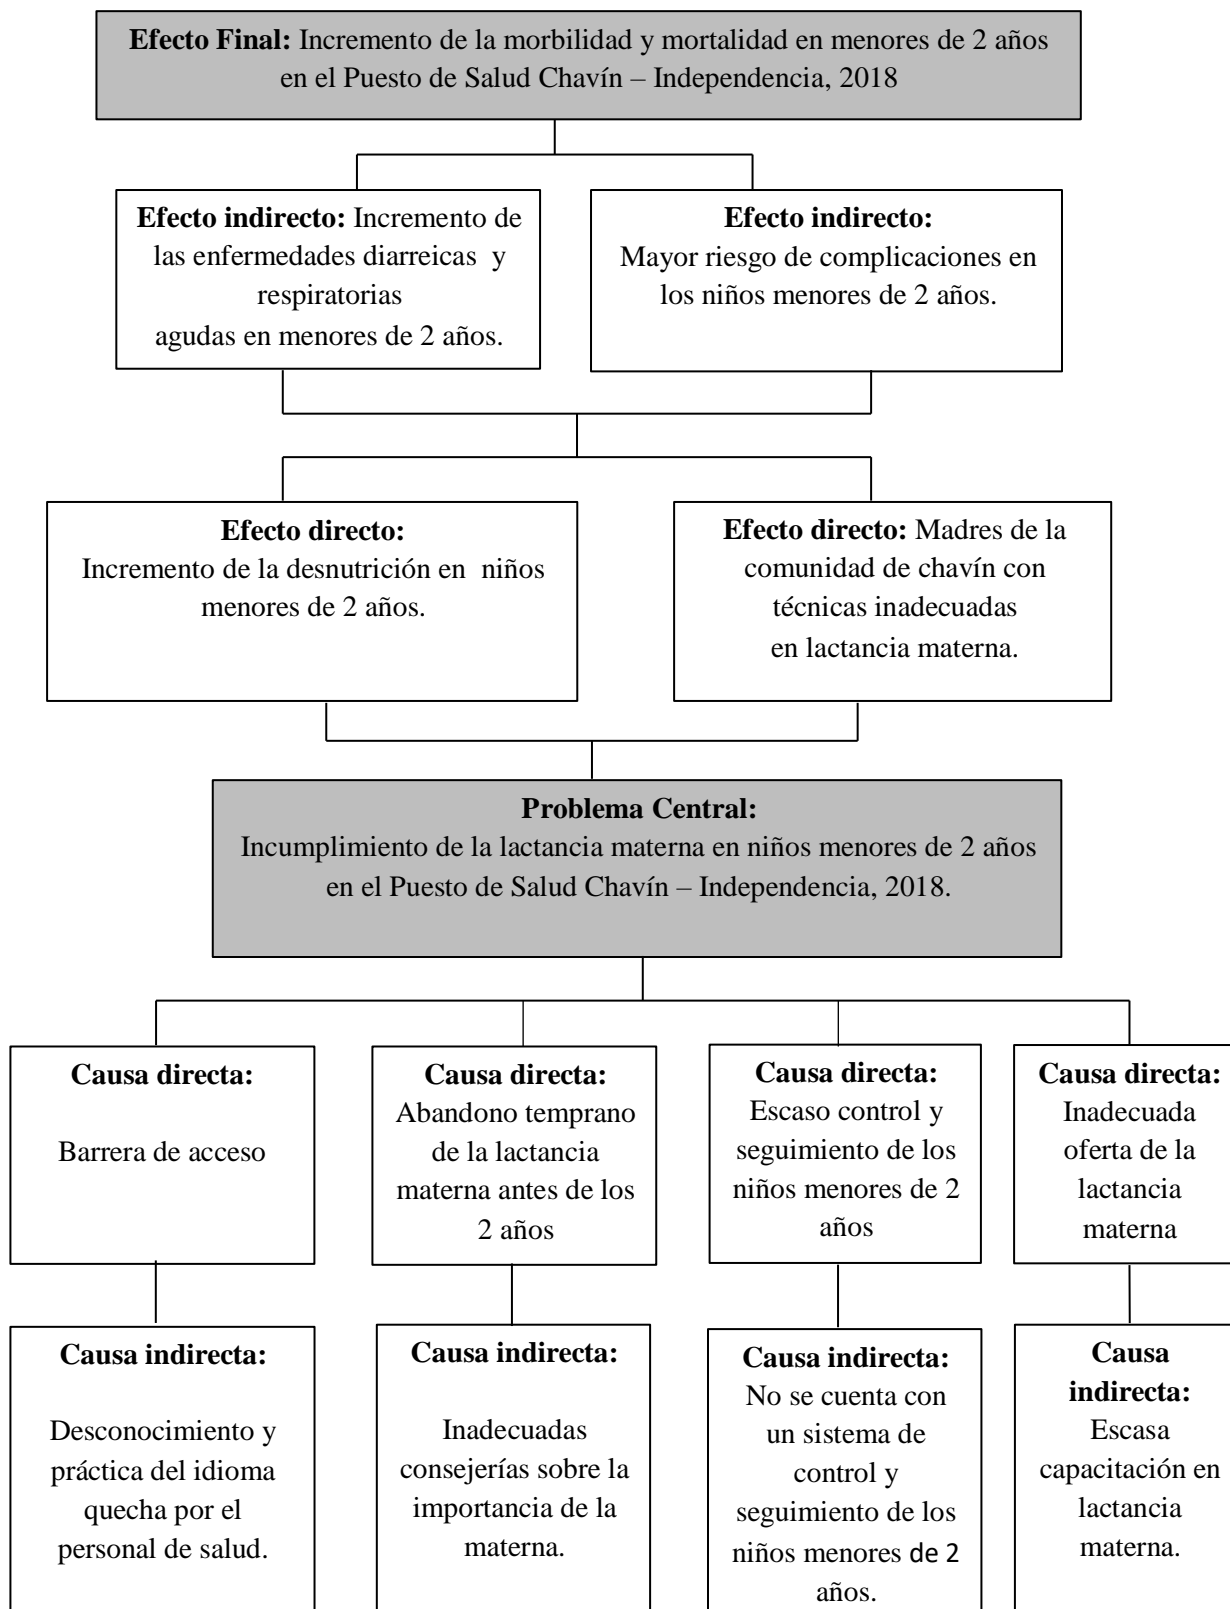 Efecto Final: Incremento de la morbilidad y mortalidad en menores de 2 años
en el Puesto de Salud Chavín – Independencia, 2018
Efecto indirecto: Incremento de
las enfermedades diarreicas y
respiratorias
agudas en menores de 2 años.
Efecto indirecto:
Mayor riesgo de complicaciones en
los niños menores de 2 años.
Efecto directo:
Incremento de la desnutrición en niños
menores de 2 años.
Efecto directo: Madres de la
comunidad de chavín con
técnicas inadecuadas
en lactancia materna.
Problema Central:
Incumplimiento de la lactancia materna en niños menores de 2 años
en el Puesto de Salud Chavín – Independencia, 2018.
Causa directa:
Barrera de acceso
Causa directa:
Abandono temprano
de la lactancia
materna antes de los
2 años
Causa directa:
Escaso control y
seguimiento de los
niños menores de 2
años
Causa directa:
Inadecuada
oferta de la
lactancia
materna
Causa indirecta:
Desconocimiento y
práctica del idioma
quecha por el
personal de salud.
Causa indirecta:
Inadecuadas
consejerías sobre la
importancia de la
materna.
Causa indirecta:
No se cuenta con
un sistema de
control y
seguimiento de los
niños menores de 2
años.
Causa
indirecta:
Escasa
capacitación en
lactancia
materna.